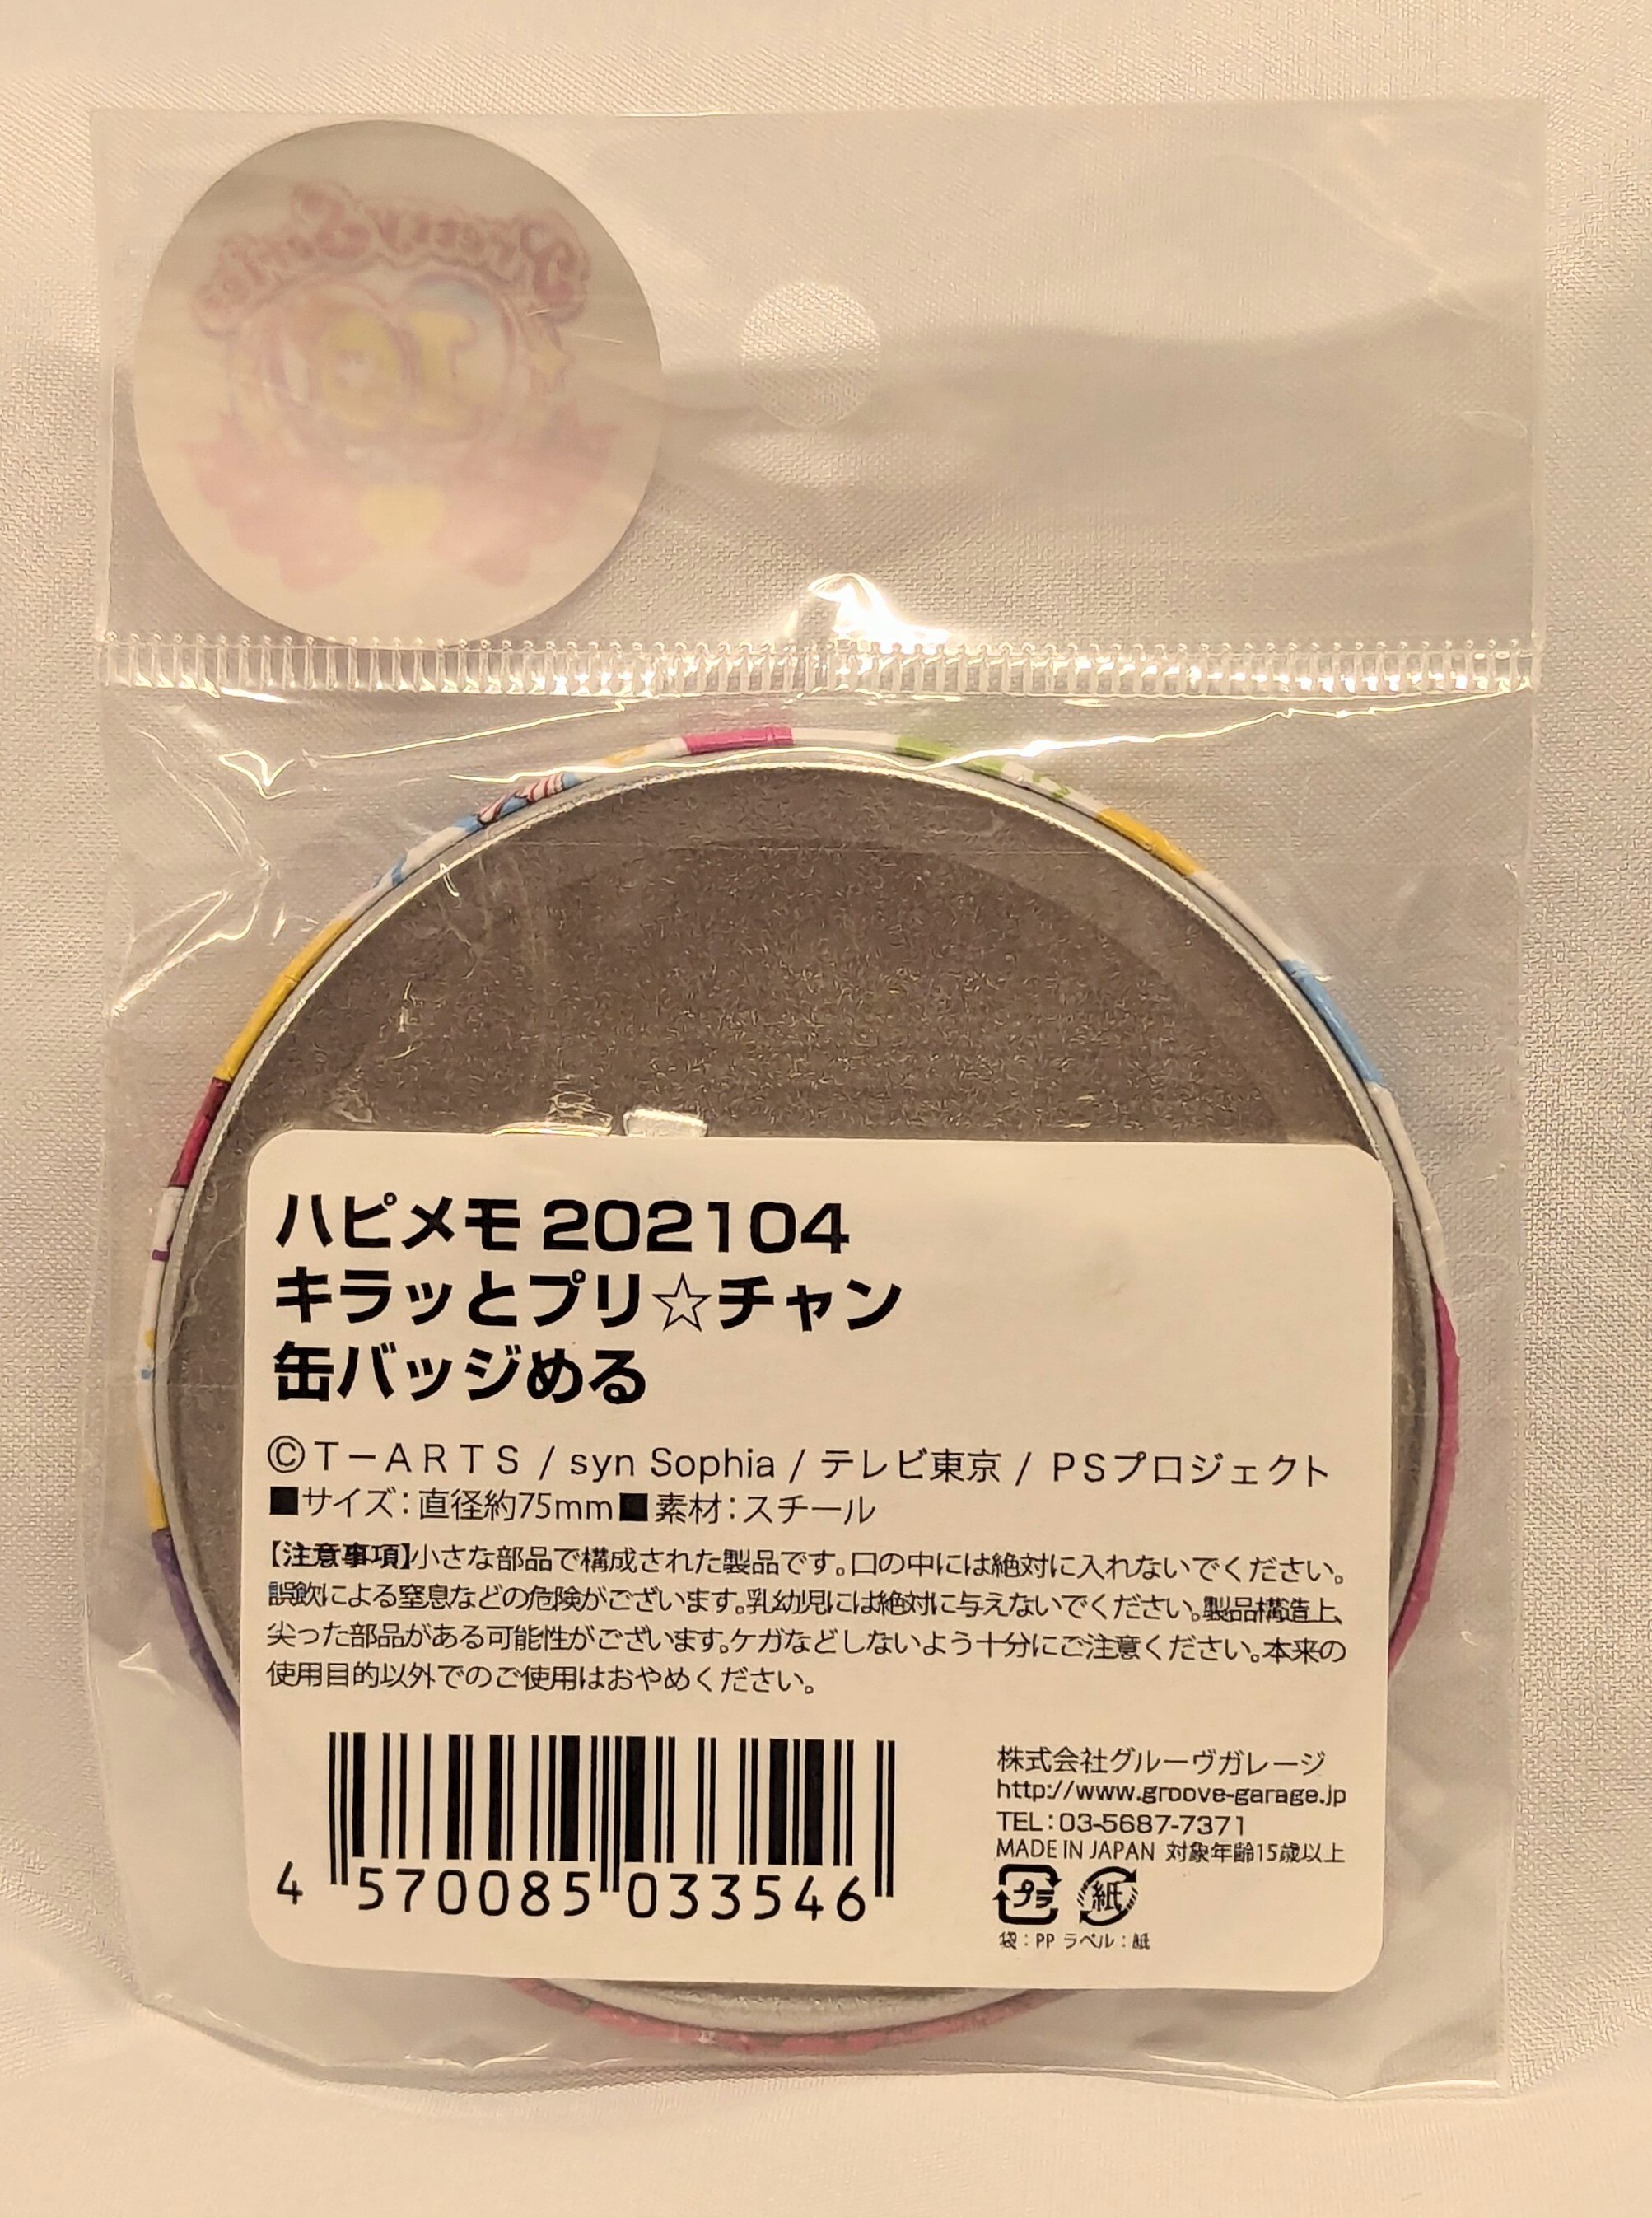 Pretty Series
10th
ハピメモ202104
キラッとプリ☆チャン
缶バッジめる
©T-ARTS / syn Sophia / テレビ東京 / PSプロジェクト
■サイズ:直径約75mm■素材:スチール
【注意事項】小さな部品で構成された製品です。口の中には絶対に入れないでください。
誤飲による窒息などの危険がございます。乳幼児には絶対に与えないでください。製品構造上、
尖った部品がある可能性がございます。ケガなどしないよう十分にご注意ください。本来の
使用目的以外でのご使用はおやめください。
4 570085 033546
株式会社グルーヴガレージ
http://www.groove-garage.jp
TEL:03-5687-7371
MADE IN JAPAN 対象年齢15歳以上
プラ 紙
袋:PP ラベル:紙